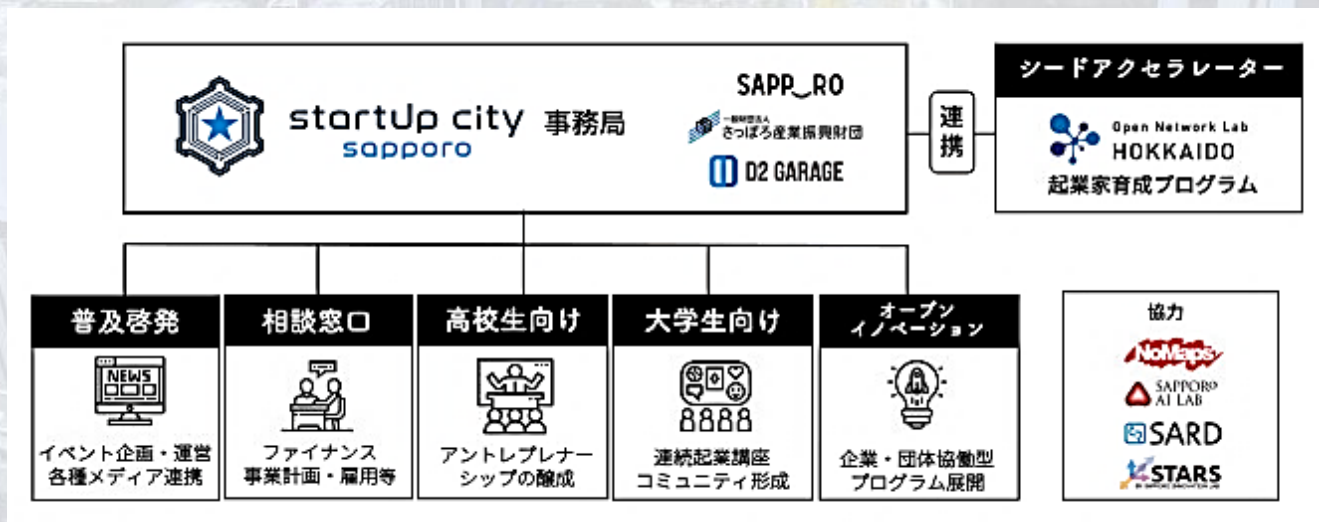 startup city
sapporo
事務局
SAPP_RO
一般財団法人
さっぽろ産業振興財団
D2 GARAGE
連携
シードアクセラレーター
Open Network Lab
HOKKAIDO
起業家育成プログラム
普及啓発
NEWS
イベント企画・運営
各種メディア連携
相談窓口
ファイナンス
事業計画・雇用等
高校生向け
アントレプレナー
シップの醸成
大学生向け
連続起業講座
コミュニティ形成
オープン
イノベーション
企業・団体協働型
プログラム展開
協力
NoMaps
SAPPORO
AI LAB
SARD
STARS